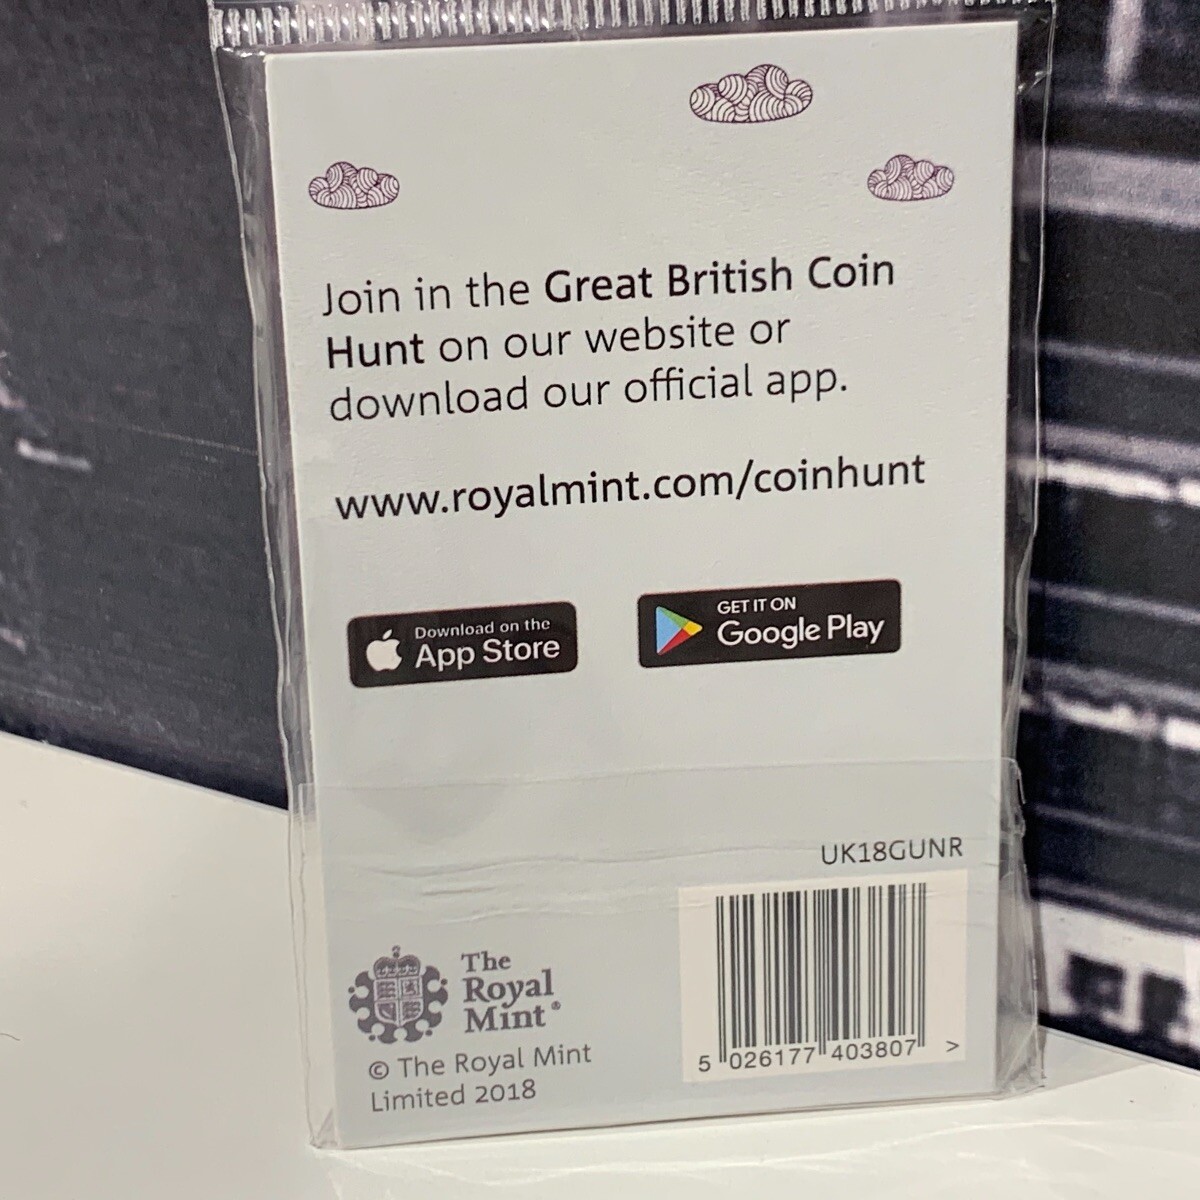 Join in the Great British Coin
Hunt on our website or
download our official app.
www.royalmint.com/coinhunt
Download on the
App Store
GET IT ON
Google Play
UK18GUNR
The
Royal
Mint®
© The Royal Mint
Limited 2018
5 026177 403807 >